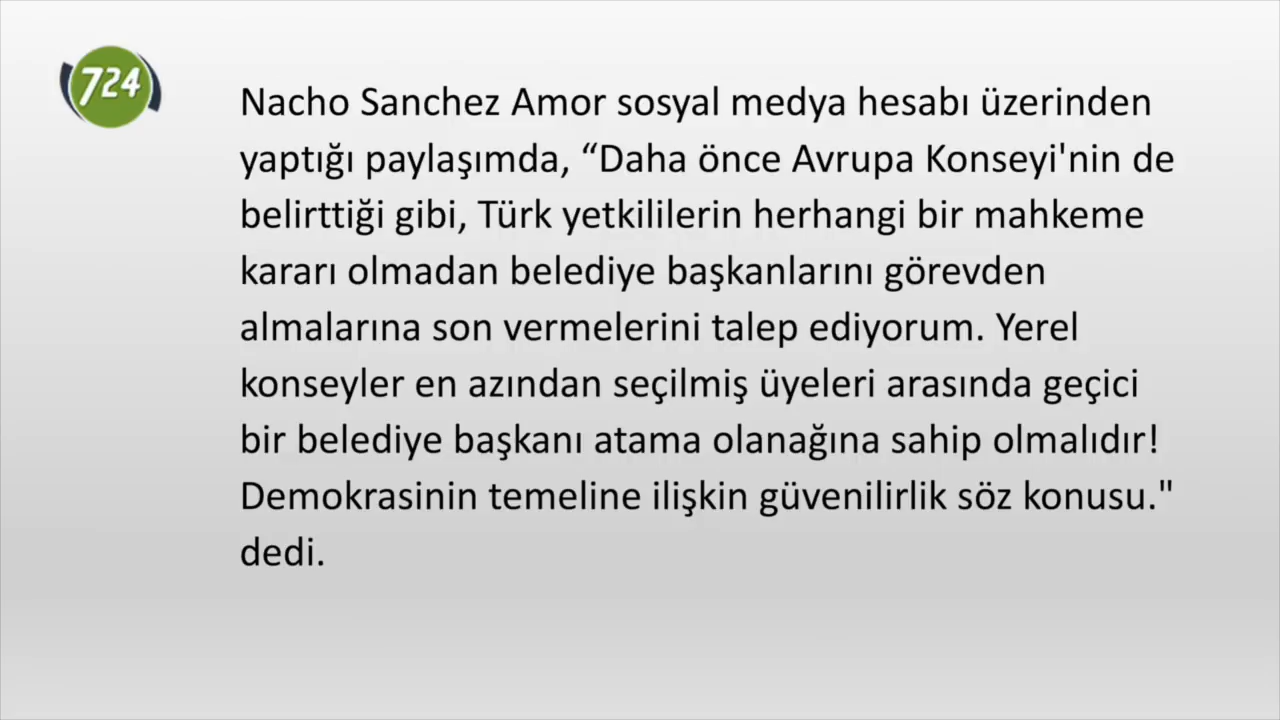 724
Nacho Sanchez Amor sosyal medya hesabı üzerinden
yaptığı paylaşımda, “Daha önce Avrupa Konseyi'nin de
belirttiği gibi, Türk yetkililerin herhangi bir mahkeme
kararı olmadan belediye başkanlarını görevden
almalarına son vermelerini talep ediyorum. Yerel
konseyler en azından seçilmiş üyeleri arasında geçici
bir belediye başkanı atama olanağına sahip olmalıdır!
Demokrasinin temeline ilişkin güvenilirlik söz konusu."
dedi.